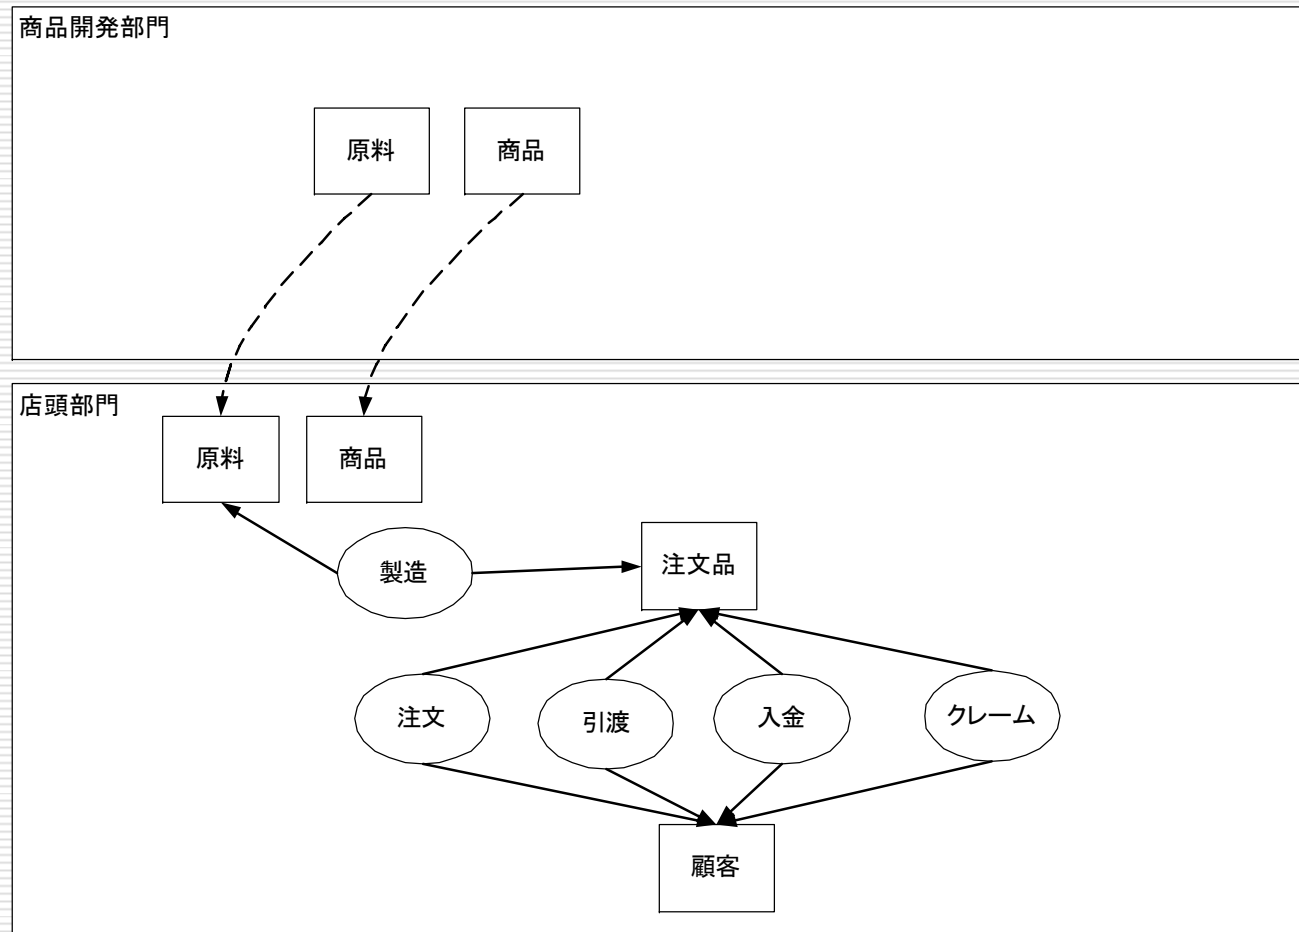 商品開発部門
原料
商品
店頭部門
原料
商品
製造
注文品
注文
引渡
入金
クレーム
顧客